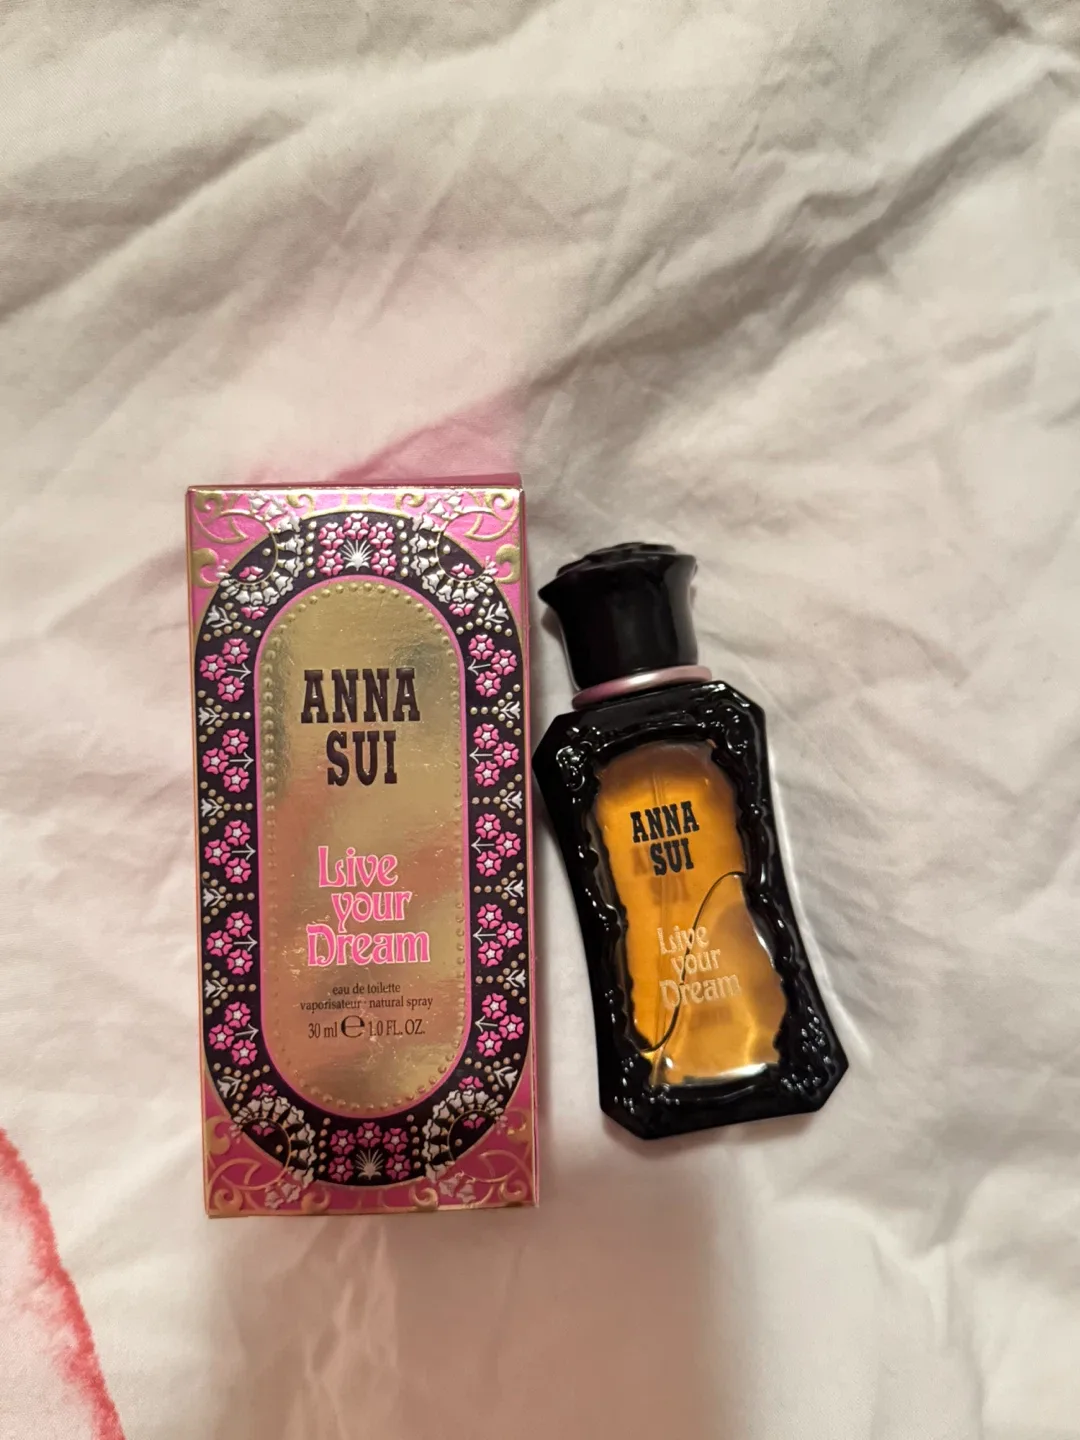 ANNA
SUI
Live
your
Dream
eau de toilette
vaporisateur · natural spray
30 ml ℮ 1.0 FL. OZ.
ANNA
SUI
Live
your
Dream